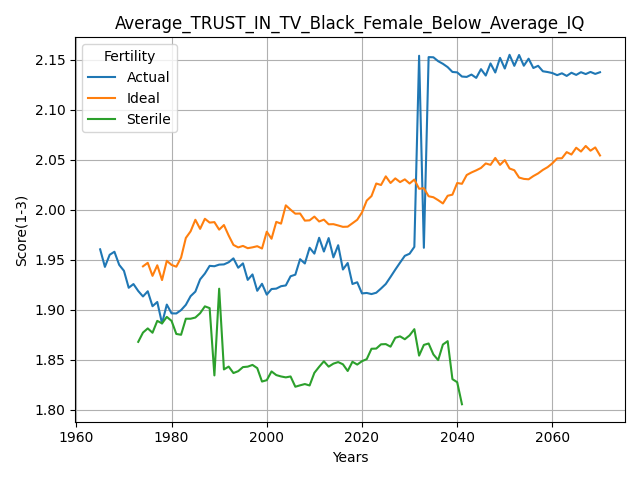 Average_TRUST_IN_TV_Black_Female_Below_Average_IQ
Fertility
Actual
Ideal
Sterile
Score(1-3)
2.15
2.10
2.05
2.00
1.95
1.90
1.85
1.80
1960
1980
2000
2020
2040
2060
Years